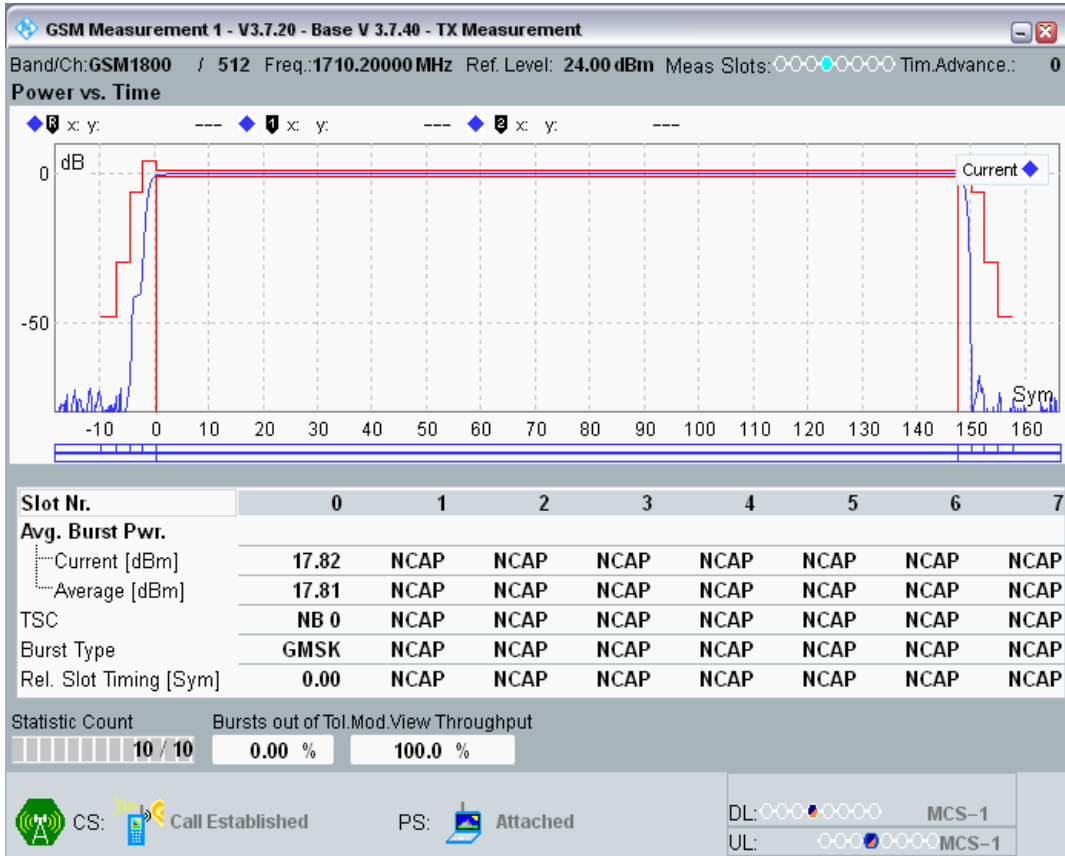 GSM Measurement 1 - V3.7.20 - Base V 3.7.40 - TX Measurement
Band/Ch:GSM1800 / 512 Freq.:1710.20000 MHz Ref. Level: 24.00 dBm Meas Slots: Tim.Advance.: 0
Power vs. Time
R x: y: --- 1 x: y: --- 2 x: y: ---
dB
Current
0
-50
Sym
-10 0 10 20 30 40 50 60 70 80 90 100 110 120 130 140 150 160
Slot Nr. 0 1 2 3 4 5 6 7
Avg. Burst Pwr.
Current [dBm] 17.82 NCAP NCAP NCAP NCAP NCAP NCAP NCAP
Average [dBm] 17.81 NCAP NCAP NCAP NCAP NCAP NCAP NCAP
TSC NB 0 NCAP NCAP NCAP NCAP NCAP NCAP NCAP
Burst Type GMSK NCAP NCAP NCAP NCAP NCAP NCAP NCAP
Rel. Slot Timing [Sym] 0.00 NCAP NCAP NCAP NCAP NCAP NCAP NCAP
Statistic Count Bursts out of Tol.Mod.View Throughput
10 / 10 0.00 % 100.0 %
CS: Call Established PS: Attached
DL: MCS-1
UL: MCS-1